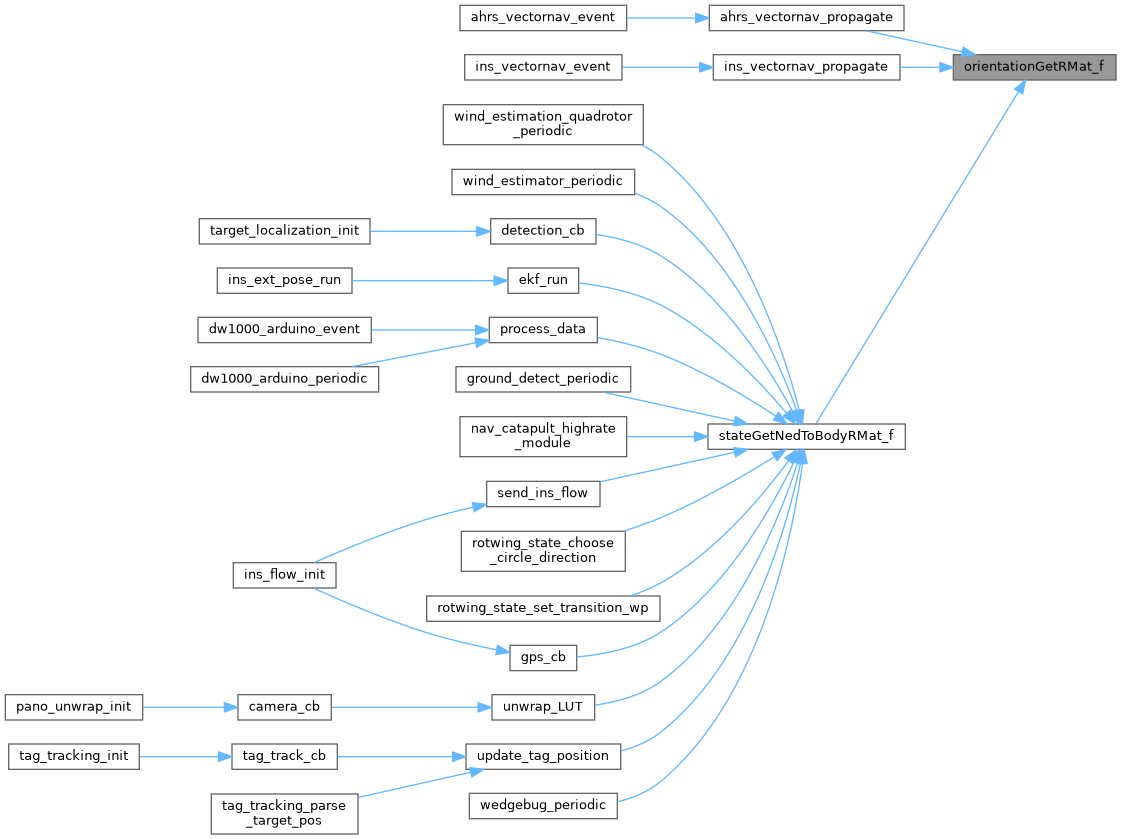 ahrs_vectornav_event
ahrs_vectornav_propagate
ins_vectornav_event
ins_vectornav_propagate
orientationGetRMat_f
wind_estimation_quadrotor
_periodic
wind_estimator_periodic
target_localization_init
detection_cb
ins_ext_pose_run
ekf_run
dw1000_arduino_event
process_data
dw1000_arduino_periodic
ground_detect_periodic
nav_catapult_highrate
_module
stateGetNedToBodyRMat_f
send_ins_flow
rotwing_state_choose
_circle_direction
ins_flow_init
rotwing_state_set_transition_wp
gps_cb
pano_unwrap_init
camera_cb
unwrap_LUT
tag_tracking_init
tag_track_cb
update_tag_position
tag_tracking_parse
_target_pos
wedgebug_periodic